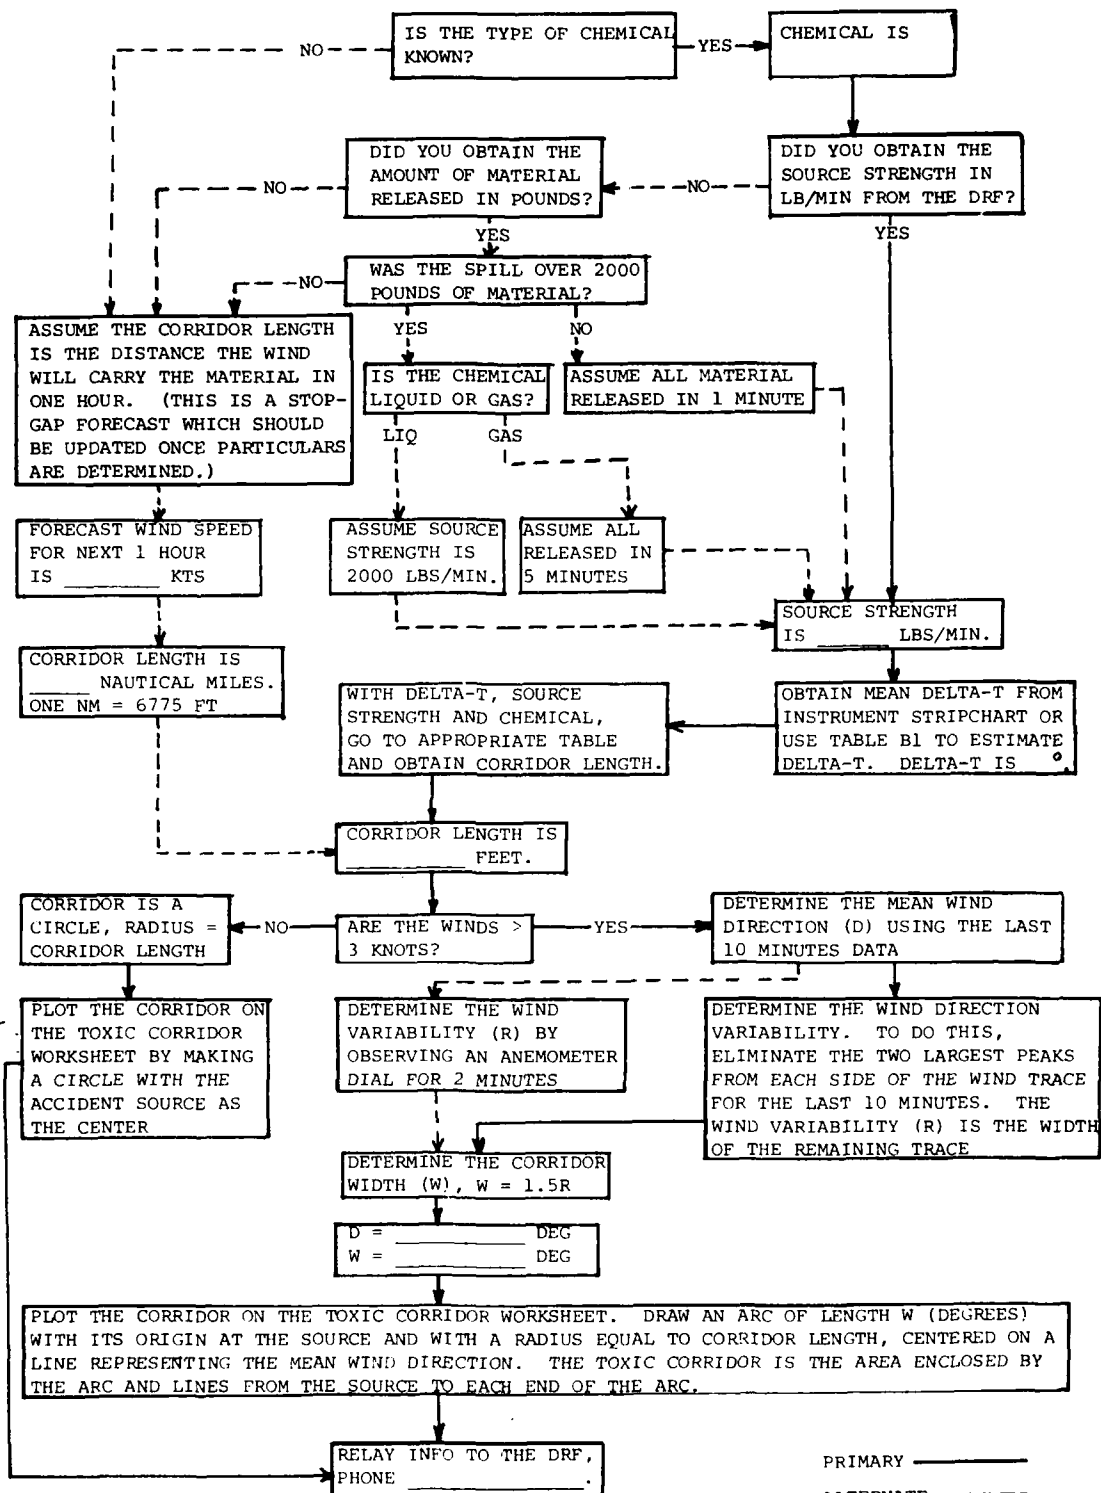 IS THE TYPE OF CHEMICAL
KNOWN?
NO
YES
CHEMICAL IS
DID YOU OBTAIN THE
AMOUNT OF MATERIAL
RELEASED IN POUNDS?
NO
NO
DID YOU OBTAIN THE
SOURCE STRENGTH IN
LB/MIN FROM THE DRF?
YES
YES
WAS THE SPILL OVER 2000
POUNDS OF MATERIAL?
NO
YES
NO
ASSUME THE CORRIDOR LENGTH
IS THE DISTANCE THE WIND
WILL CARRY THE MATERIAL IN
ONE HOUR. (THIS IS A STOP-
GAP FORECAST WHICH SHOULD
BE UPDATED ONCE PARTICULARS
ARE DETERMINED.)
IS THE CHEMICAL
LIQUID OR GAS?
ASSUME ALL MATERIAL
RELEASED IN 1 MINUTE
LIQ
GAS
FORECAST WIND SPEED
FOR NEXT 1 HOUR
IS ________ KTS
ASSUME SOURCE
STRENGTH IS
2000 LBS/MIN.
ASSUME ALL
RELEASED IN
5 MINUTES
SOURCE STRENGTH
IS ______ LBS/MIN.
CORRIDOR LENGTH IS
_____ NAUTICAL MILES.
ONE NM = 6775 FT
WITH DELTA-T, SOURCE
STRENGTH AND CHEMICAL,
GO TO APPROPRIATE TABLE
AND OBTAIN CORRIDOR LENGTH.
OBTAIN MEAN DELTA-T FROM
INSTRUMENT STRIPCHART OR
USE TABLE B1 TO ESTIMATE
DELTA-T. DELTA-T IS °.
CORRIDOR LENGTH IS
__________ FEET.
CORRIDOR IS A
CIRCLE, RADIUS =
CORRIDOR LENGTH
NO
ARE THE WINDS >
3 KNOTS?
YES
DETERMINE THE MEAN WIND
DIRECTION (D) USING THE LAST
10 MINUTES DATA
PLOT THE CORRIDOR ON
THE TOXIC CORRIDOR
WORKSHEET BY MAKING
A CIRCLE WITH THE
ACCIDENT SOURCE AS
THE CENTER
DETERMINE THE WIND
VARIABILITY (R) BY
OBSERVING AN ANEMOMETER
DIAL FOR 2 MINUTES
DETERMINE THE WIND DIRECTION
VARIABILITY. TO DO THIS,
ELIMINATE THE TWO LARGEST PEAKS
FROM EACH SIDE OF THE WIND TRACE
FOR THE LAST 10 MINUTES. THE
WIND VARIABILITY (R) IS THE WIDTH
OF THE REMAINING TRACE
DETERMINE THE CORRIDOR
WIDTH (W), W = 1.5R
D = ___________ DEG
W = ___________ DEG
PLOT THE CORRIDOR ON THE TOXIC CORRIDOR WORKSHEET. DRAW AN ARC OF LENGTH W (DEGREES)
WITH ITS ORIGIN AT THE SOURCE AND WITH A RADIUS EQUAL TO CORRIDOR LENGTH, CENTERED ON A
LINE REPRESENTING THE MEAN WIND DIRECTION. THE TOXIC CORRIDOR IS THE AREA ENCLOSED BY
THE ARC AND LINES FROM THE SOURCE TO EACH END OF THE ARC.
RELAY INFO TO THE DRF,
PHONE _______________.
PRIMARY